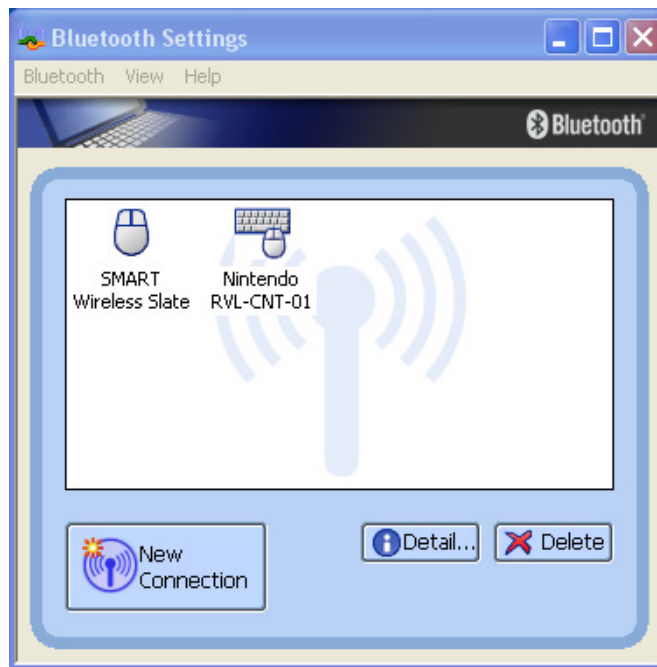 Bluetooth Settings
Bluetooth View Help
Bluetooth
SMART
Wireless Slate
Nintendo
RVL-CNT-01
New
Connection
Detail...
Delete